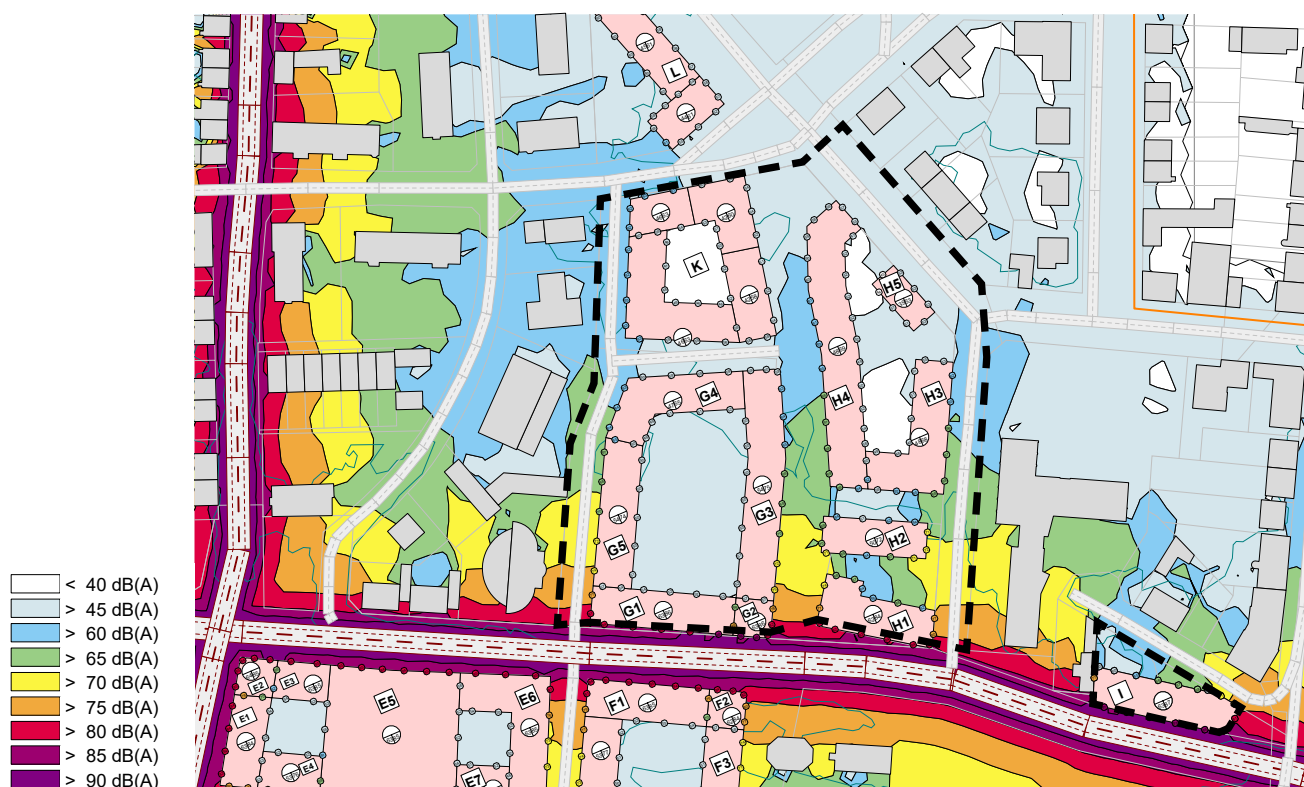 L
K
H5
G4
H4
H3
G3
H2
G5
G1
G2
H1
< 40 dB(A)
> 45 dB(A)
> 60 dB(A)
> 65 dB(A)
> 70 dB(A)
> 75 dB(A)
> 80 dB(A)
> 85 dB(A)
> 90 dB(A)
E2
E3
E1
E5
E6
F1
F2
I
E4
E7
F3